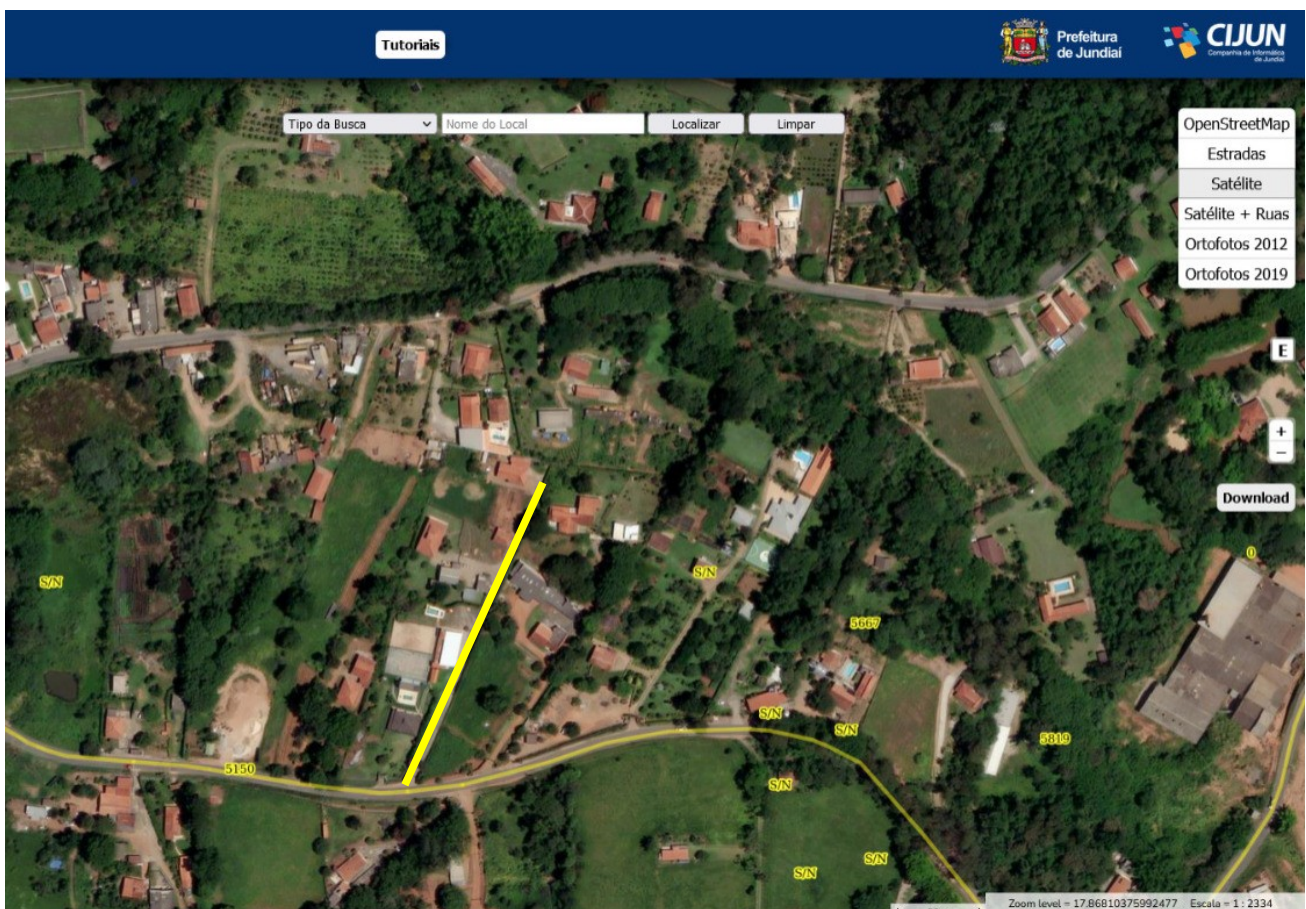 Tutoriais
Prefeitura
de Jundiaí
CIJUN
Companhia de Informática
de Jundiaí
Tipo da Busca
Nome do Local
Localizar
Limpar
OpenStreetMap
Estradas
Satélite
Satélite + Ruas
Ortofotos 2012
Ortofotos 2019
E
+
−
Download
0
S/N
S/N
5667
S/N
S/N
5819
5150
S/N
S/N
S/N
Zoom level = 17.86810375992477 Escala = 1 : 2334